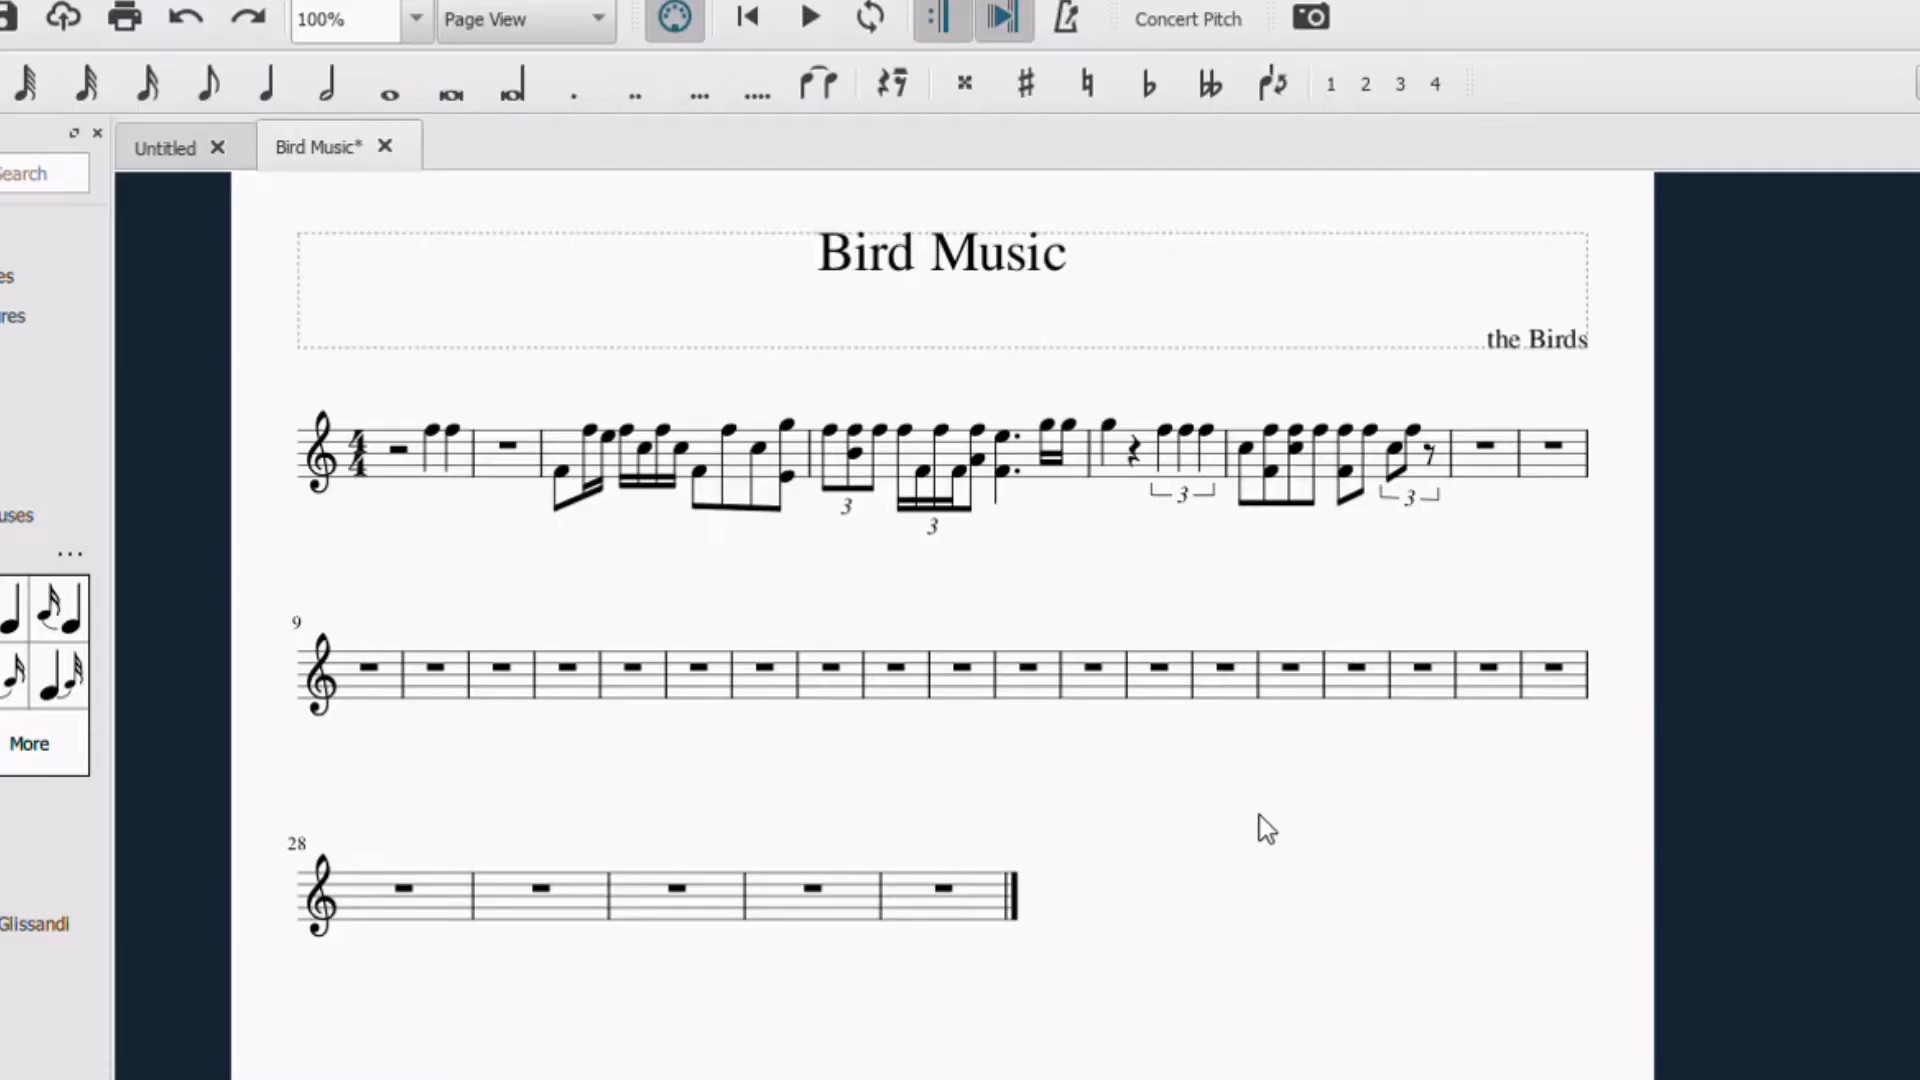 100% Page View Concert Pitch
1 2 3 4
Untitled Bird Music*
Search
es
res
Bird Music
the Birds
3 3 3 3
uses
...
9
More
28
Glissandi